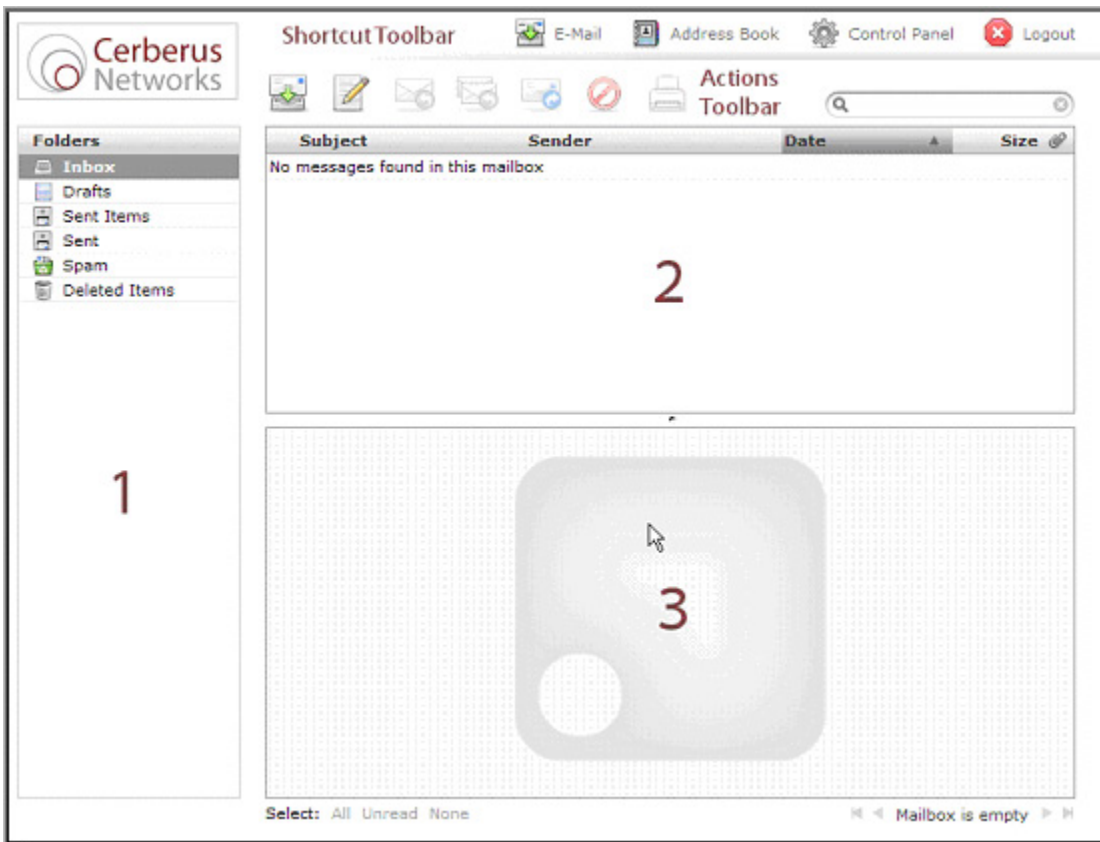 Cerberus
Networks
Shortcut Toolbar
E-Mail
Address Book
Control Panel
Logout
Actions
Toolbar
Folders
Inbox
Drafts
Sent Items
Sent
Spam
Deleted Items
Subject Sender Date Size
No messages found in this mailbox
1
2
3
Select: All Unread None
Mailbox is empty